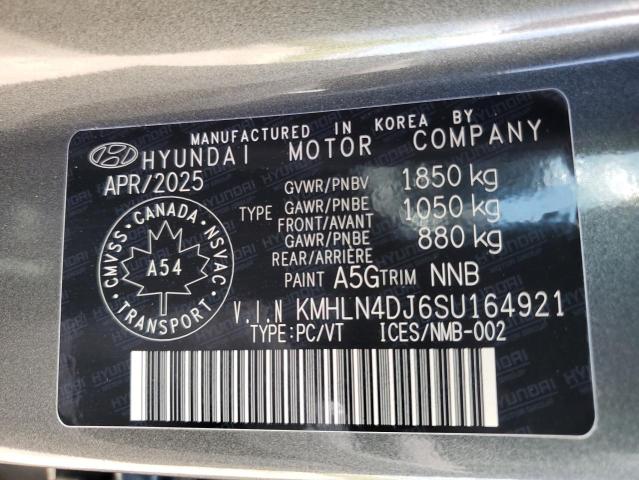 MANUFACTURED IN KOREA BY
HYUNDAI MOTOR COMPANY
APR/2025
GVWR/PNBV 1850 kg
TYPE GAWR/PNBE 1050 kg
FRONT/AVANT
GAWR/PNBE 880 kg
REAR/ARRIÈRE
CMVSS · CANADA · NSVAC
A54
TRANSPORT
PAINT A5G TRIM NNB
V.I.N KMHLN4DJ6SU164921
TYPE:PC/VT ICES/NMB-002